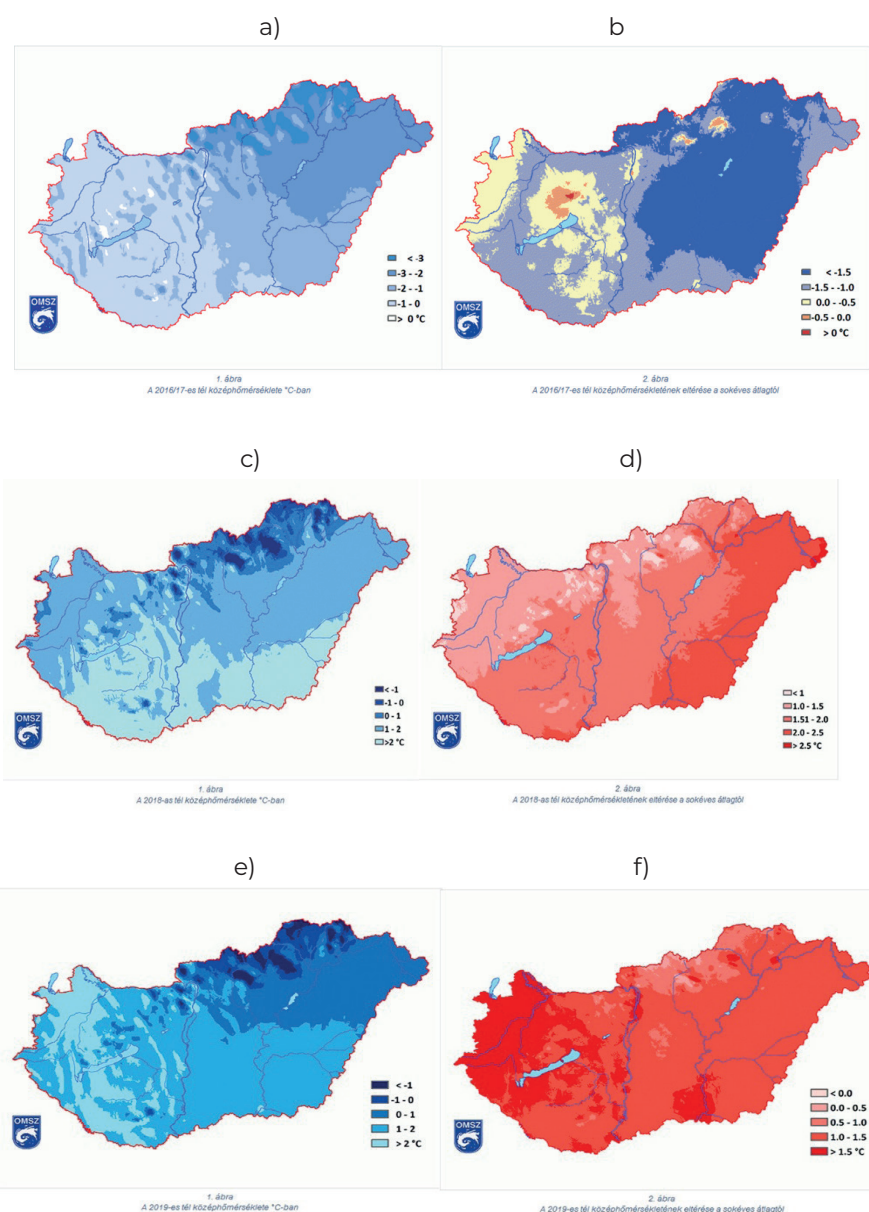 a)
b
OMSZ
< -3
-3 - -2
-2 - -1
-1 - 0
> 0 °C
OMSZ
< -1.5
-1.5 - -1.0
0.0 - -0.5
-0.5 - 0.0
> 0 °C
1. ábra
A 2016/17-es tél középhőmérséklete °C-ban
2. ábra
A 2016/17-es tél középhőmérsékletének eltérése a sokéves átlagtól
c)
d)
OMSZ
< -1
-1 - 0
0 - 1
1 - 2
>2 °C
OMSZ
< 1
1.0 - 1.5
1.51 - 2.0
2.0 - 2.5
> 2.5 °C
1. ábra
A 2018-as tél középhőmérséklete °C-ban
2. ábra
A 2018-as tél középhőmérsékletének eltérése a sokéves átlagtól
e)
f)
OMSZ
< -1
-1 - 0
0 - 1
1 - 2
> 2 °C
OMSZ
< 0.0
0.0 - 0.5
0.5 - 1.0
1.0 - 1.5
> 1.5 °C
1. ábra
A 2019-es tél középhőmérséklete °C-ban
2. ábra
A 2019-es tél középhőmérsékletének eltérése a sokéves átlagtól